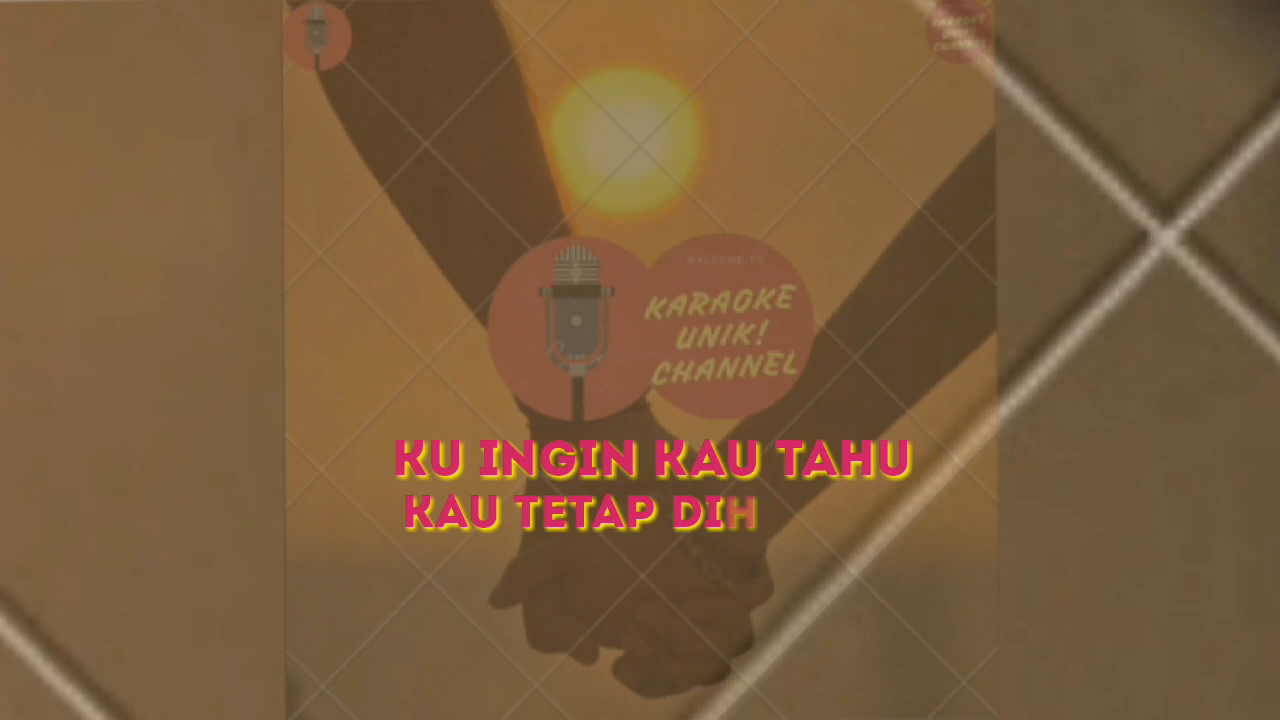 WELCOME TO
KARAOKE
UNIK!
CHANNEL
KU INGIN KAU TAHU
KAU TETAP DIH